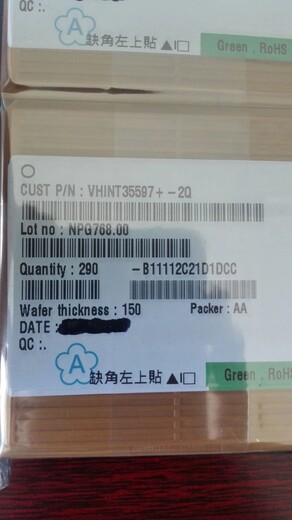 QC :.
A 缺角左上貼▲I□
Green . RoHS
CUST P/N : VHINT35597+-2Q
Lot no : NPG768.00
Quantity : 290 -B11112C21D1DCC
Wafer thickness : 150 Packer : AA
DATE :
QC :.
A 缺角左上貼▲I□
Green . RoHS